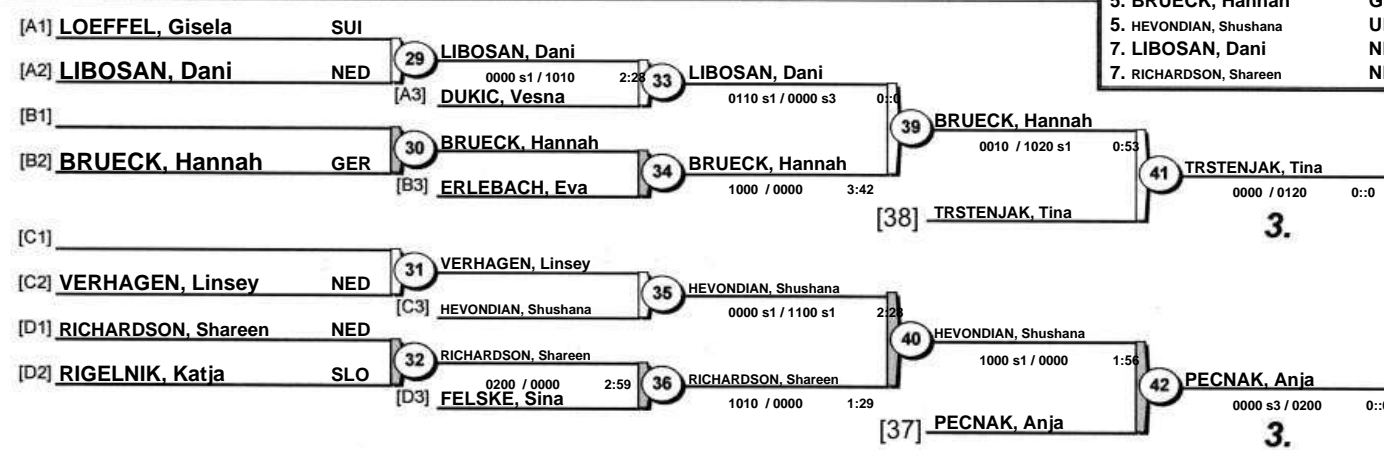 5. BRUECK, Hannah G
5. HEVONDIAN, Shushana U
7. LIBOSAN, Dani N
7. RICHARDSON, Shareen N
[A1] LOEFFEL, Gisela SUI
[A2] LIBOSAN, Dani NED
29 LIBOSAN, Dani
0000 s1 / 1010 2:28
[A3] DUKIC, Vesna
33 LIBOSAN, Dani
0110 s1 / 0000 s3 0::0
[B1]
[B2] BRUECK, Hannah GER
30 BRUECK, Hannah
[B3] ERLEBACH, Eva
34 BRUECK, Hannah
1000 / 0000 3:42
39 BRUECK, Hannah
0010 / 1020 s1 0:53
[38] TRSTENJAK, Tina
41 TRSTENJAK, Tina
0000 / 0120 0::0
3.
[C1]
[C2] VERHAGEN, Linsey NED
31 VERHAGEN, Linsey
[C3] HEVONDIAN, Shushana
35 HEVONDIAN, Shushana
0000 s1 / 1100 s1 2:28
[D1] RICHARDSON, Shareen NED
[D2] RIGELNIK, Katja SLO
32 RICHARDSON, Shareen
0200 / 0000 2:59
[D3] FELSKE, Sina
36 RICHARDSON, Shareen
1010 / 0000 1:29
40 HEVONDIAN, Shushana
1000 s1 / 0000 1:56
[37] PECNAK, Anja
42 PECNAK, Anja
0000 s3 / 0200 0::
3.